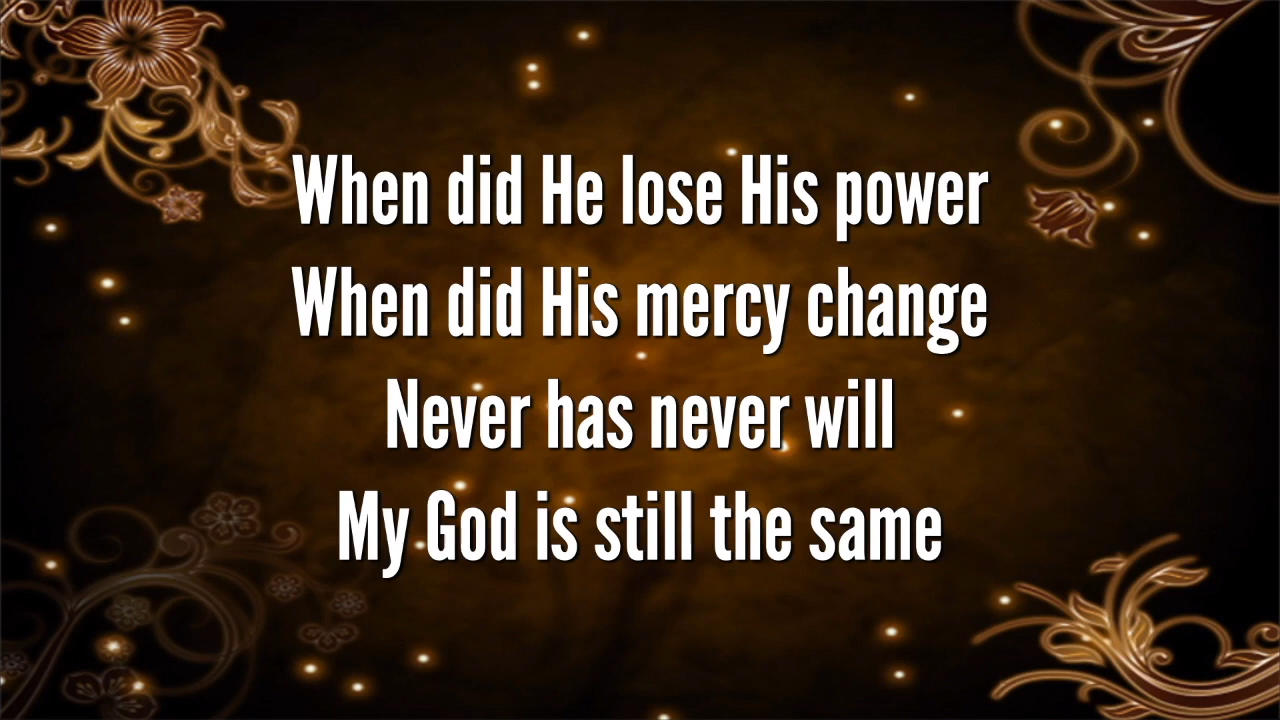 When did He lose His power
When did His mercy change
Never has never will
My God is still the same